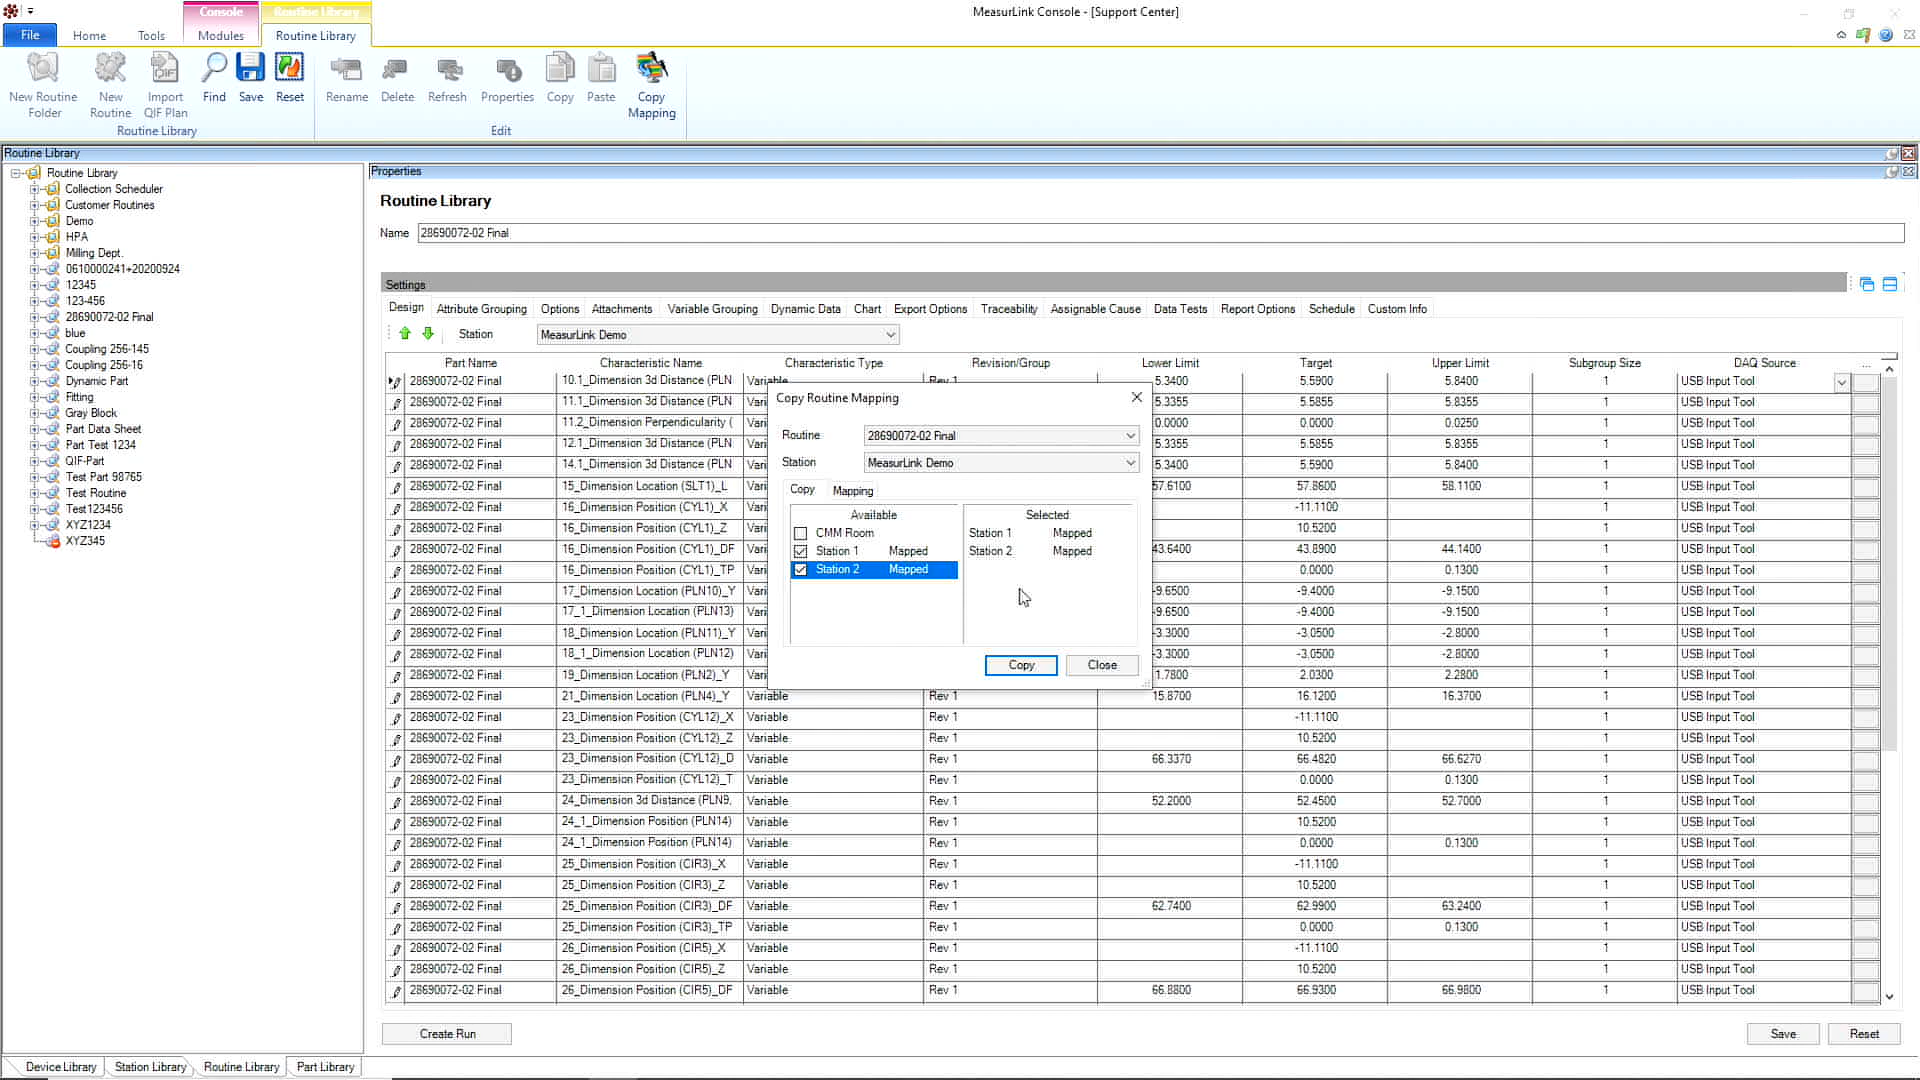 MeasurLink Console - [Support Center]
Console
Routine Library
File
Home
Tools
Modules
Routine Library
New Routine Folder
New Routine
Import QIF Plan
Find
Save
Reset
Rename
Delete
Refresh
Properties
Copy
Paste
Copy Mapping
Routine Library
Edit
Routine Library
Routine Library
Collection Scheduler
Customer Routines
Demo
HPA
Milling Dept.
0610000241+20200924
12345
123-456
28690072-02 Final
blue
Coupling 256-145
Coupling 256-16
Dynamic Part
Fitting
Gray Block
Part Data Sheet
Part Test 1234
QIF-Part
Test Part 98765
Test Routine
Test123456
XYZ1234
XYZ345
Properties
Routine Library
Name 28690072-02 Final
Settings
Design Attribute Grouping Options Attachments Variable Grouping Dynamic Data Chart Export Options Traceability Assignable Cause Data Tests Report Options Schedule Custom Info
Station MeasurLink Demo
Part Name Characteristic Name Characteristic Type Revision/Group Lower Limit Target Upper Limit Subgroup Size DAQ Source ...
28690072-02 Final 10.1_Dimension 3d Distance (PLN Variable Rev 1 5.3400 5.5900 5.8400 1 USB Input Tool
28690072-02 Final 11.1_Dimension 3d Distance (PLN Vari 5.3355 5.5855 5.8355 1 USB Input Tool
28690072-02 Final 11.2_Dimension Perpendicularity ( Vari 0.0000 0.0000 0.0250 1 USB Input Tool
28690072-02 Final 12.1_Dimension 3d Distance (PLN Vari 5.3355 5.5855 5.8355 1 USB Input Tool
28690072-02 Final 14.1_Dimension 3d Distance (PLN Vari 5.3400 5.5900 5.8400 1 USB Input Tool
28690072-02 Final 15_Dimension Location (SLT1)_L Vari 57.6100 57.8600 58.1100 1 USB Input Tool
28690072-02 Final 16_Dimension Position (CYL1)_X Vari -11.1100 1 USB Input Tool
28690072-02 Final 16_Dimension Position (CYL1)_Z Vari 10.5200 1 USB Input Tool
28690072-02 Final 16_Dimension Position (CYL1)_DF Vari 43.6400 43.8900 44.1400 1 USB Input Tool
28690072-02 Final 16_Dimension Position (CYL1)_TP Vari 0.0000 0.1300 1 USB Input Tool
28690072-02 Final 17_Dimension Location (PLN10)_Y Vari -9.6500 -9.4000 -9.1500 1 USB Input Tool
28690072-02 Final 17_1_Dimension Location (PLN13) Vari -9.6500 -9.4000 -9.1500 1 USB Input Tool
28690072-02 Final 18_Dimension Location (PLN11)_Y Vari -3.3000 -3.0500 -2.8000 1 USB Input Tool
28690072-02 Final 18_1_Dimension Location (PLN12) Vari -3.3000 -3.0500 -2.8000 1 USB Input Tool
28690072-02 Final 19_Dimension Location (PLN2)_Y Vari 1.7800 2.0300 2.2800 1 USB Input Tool
28690072-02 Final 21_Dimension Location (PLN4)_Y Variable Rev 1 15.8700 16.1200 16.3700 1 USB Input Tool
28690072-02 Final 23_Dimension Position (CYL12)_X Variable Rev 1 -11.1100 1 USB Input Tool
28690072-02 Final 23_Dimension Position (CYL12)_Z Variable Rev 1 10.5200 1 USB Input Tool
28690072-02 Final 23_Dimension Position (CYL12)_D Variable Rev 1 66.3370 66.4820 66.6270 1 USB Input Tool
28690072-02 Final 23_Dimension Position (CYL12)_T Variable Rev 1 0.0000 0.1300 1 USB Input Tool
28690072-02 Final 24_Dimension 3d Distance (PLN9, Variable Rev 1 52.2000 52.4500 52.7000 1 USB Input Tool
28690072-02 Final 24_1_Dimension Position (PLN14) Variable Rev 1 10.5200 1 USB Input Tool
28690072-02 Final 24_1_Dimension Position (PLN14) Variable Rev 1 0.0000 0.1300 1 USB Input Tool
28690072-02 Final 25_Dimension Position (CIR3)_X Variable Rev 1 -11.1100 1 USB Input Tool
28690072-02 Final 25_Dimension Position (CIR3)_Z Variable Rev 1 10.5200 1 USB Input Tool
28690072-02 Final 25_Dimension Position (CIR3)_DF Variable Rev 1 62.7400 62.9900 63.2400 1 USB Input Tool
28690072-02 Final 25_Dimension Position (CIR3)_TP Variable Rev 1 0.0000 0.1300 1 USB Input Tool
28690072-02 Final 26_Dimension Position (CIR5)_X Variable Rev 1 -11.1100 1 USB Input Tool
28690072-02 Final 26_Dimension Position (CIR5)_Z Variable Rev 1 10.5200 1 USB Input Tool
28690072-02 Final 26_Dimension Position (CIR5)_DF Variable Rev 1 66.8800 66.9300 66.9800 1 USB Input Tool
Copy Routine Mapping
Routine 28690072-02 Final
Station MeasurLink Demo
Copy Mapping
Available
CMM Room
Station 1 Mapped
Station 2 Mapped
Selected
Station 1 Mapped
Station 2 Mapped
Copy Close
Create Run
Save Reset
Device Library Station Library Routine Library Part Library